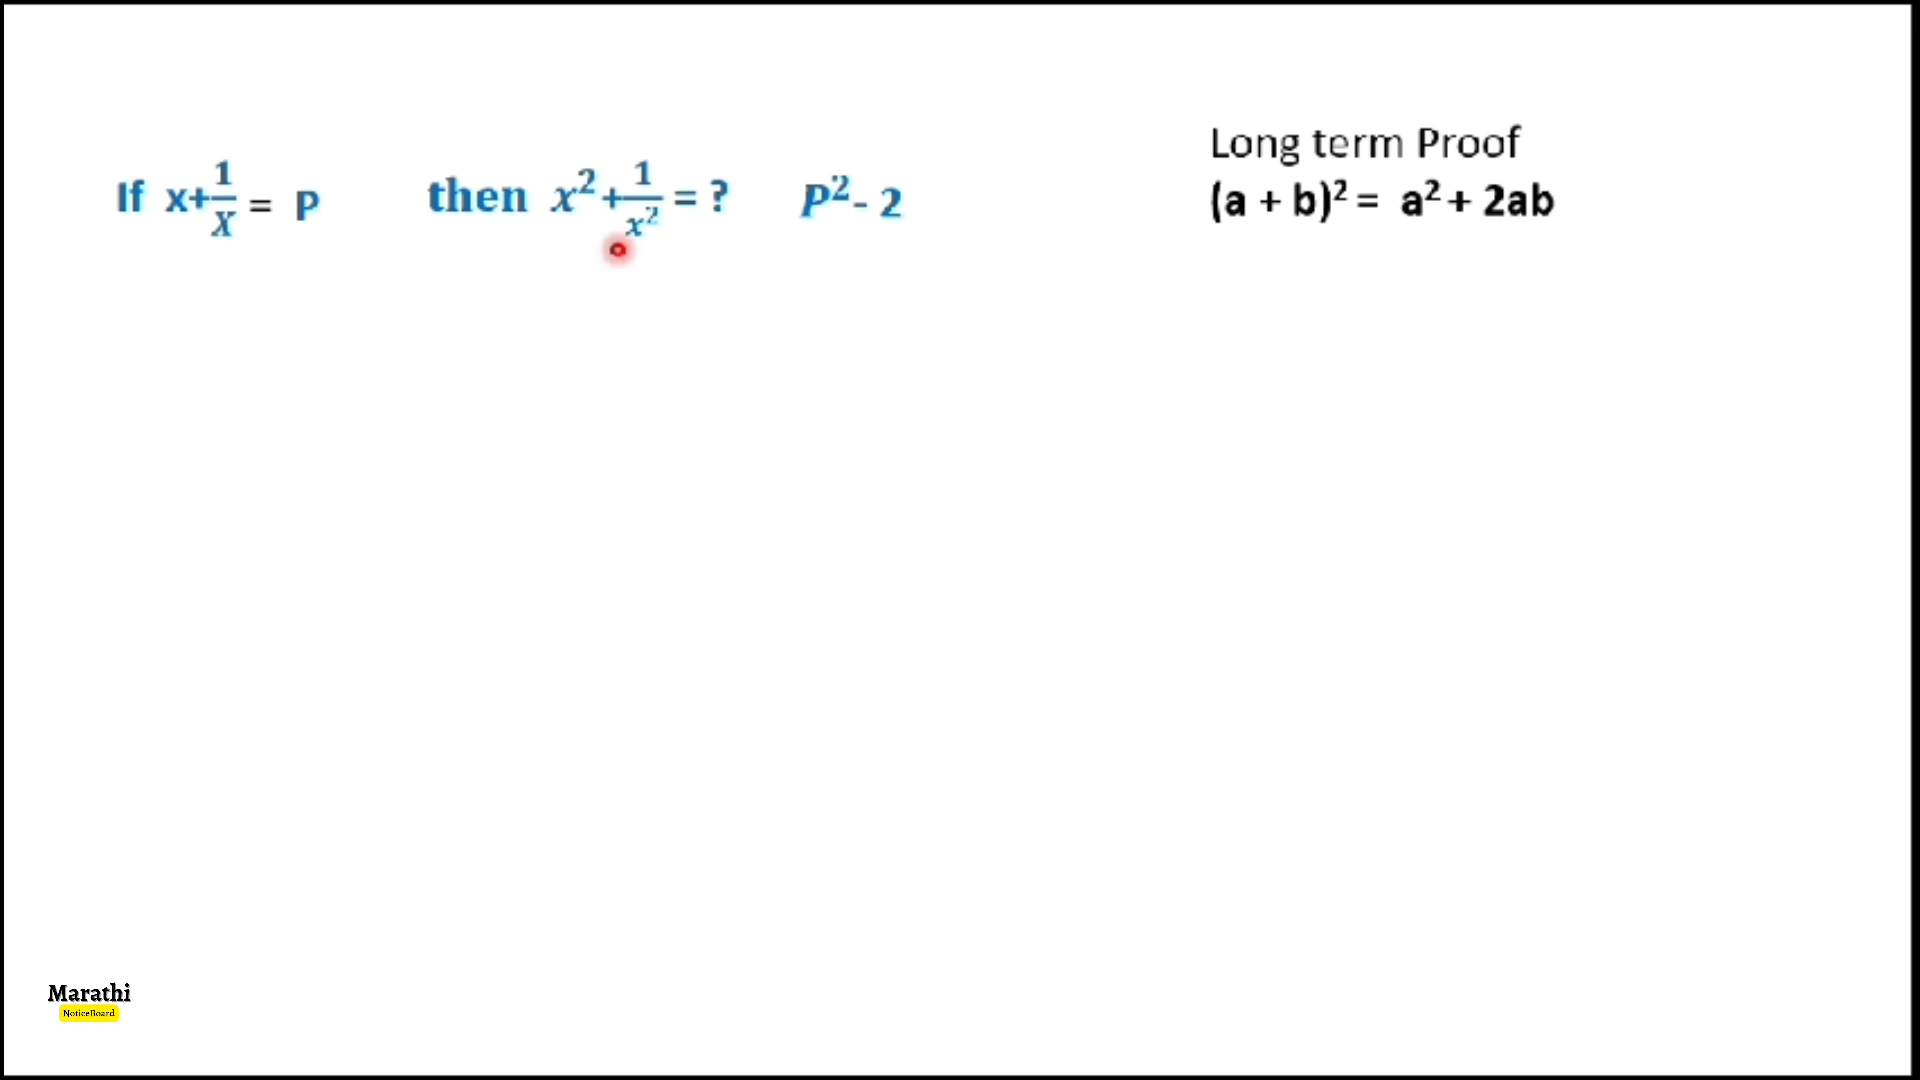 If x+1/X = P then x²+1/x² = ? P²- 2
Long term Proof
(a + b)² = a² + 2ab
Marathi
NoticeBoard